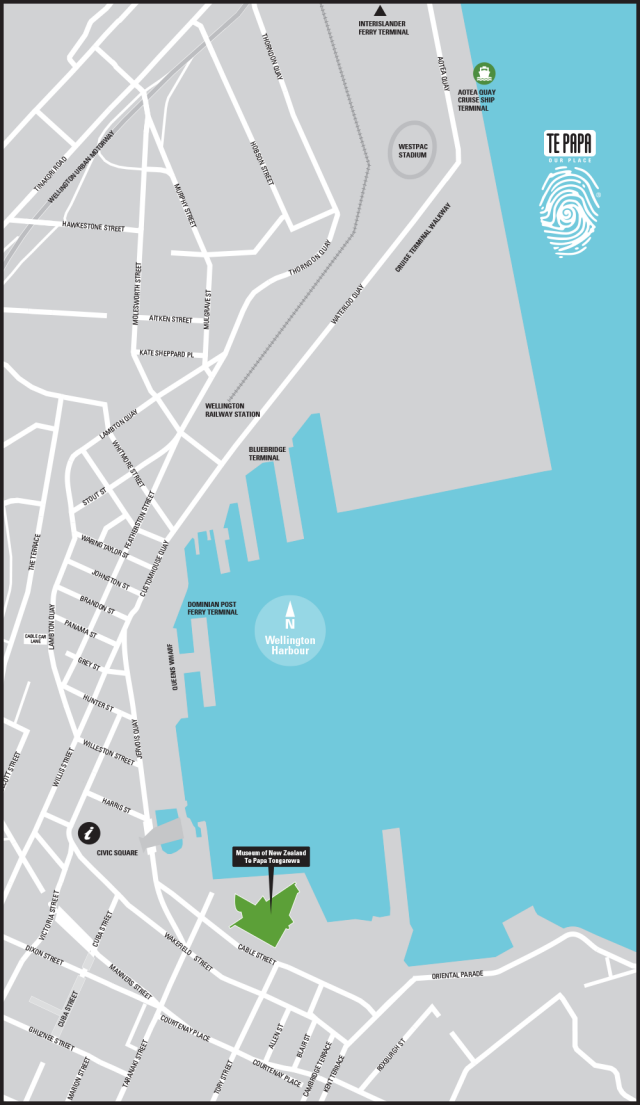 INTERISLANDER
FERRY TERMINAL
THORNDON QUAY
AOTEA QUAY
AOTEA QUAY
CRUISE SHIP
TERMINAL
WESTPAC
STADIUM
TE PAPA
OUR PLACE
TINAKORI ROAD
WELLINGTON URBAN MOTORWAY
HOBSON STREET
MURPHY STREET
HAWKESTONE STREET
CRUISE TERMINAL WALKWAY
THORNDON QUAY
MOLESWORTH STREET
MULGRAVE ST
WATERLOO QUAY
AITKEN STREET
KATE SHEPPARD PL
WELLINGTON
RAILWAY STATION
LAMBTON QUAY
WHITMORE STREET
BLUEBRIDGE
TERMINAL
STOUT ST
FEATHERSTON STREET
THE TERRACE
WARING TAYLOR ST
CUSTOMHOUSE QUAY
JOHNSTON ST
BRANDON ST
DOMINIAN POST
FERRY TERMINAL
N
Wellington
Harbour
LAMBTON QUAY
PANAMA ST
CABLE CAR
LANE
GREY ST
QUEENS WHARF
HUNTER ST
JERVOIS QUAY
WILLESTON STREET
WILLIS STREET
HARRIS ST
i
CIVIC SQUARE
Museum of New Zealand
Te Papa Tongarewa
VICTORIA STREET
CUBA STREET
WAKEFIELD STREET
CABLE STREET
DIXON STREET
MANNERS STREET
ORIENTAL PARADE
CUBA STREET
COURTENAY PLACE
GHUZNEE STREET
ALLEN ST
BLAIR ST
ROXBURGH ST
MARION STREET
TARANAKI STREET
TORY STREET
COURTENAY PLACE
CAMBRIDGE TERRACE
KENT TERRACE